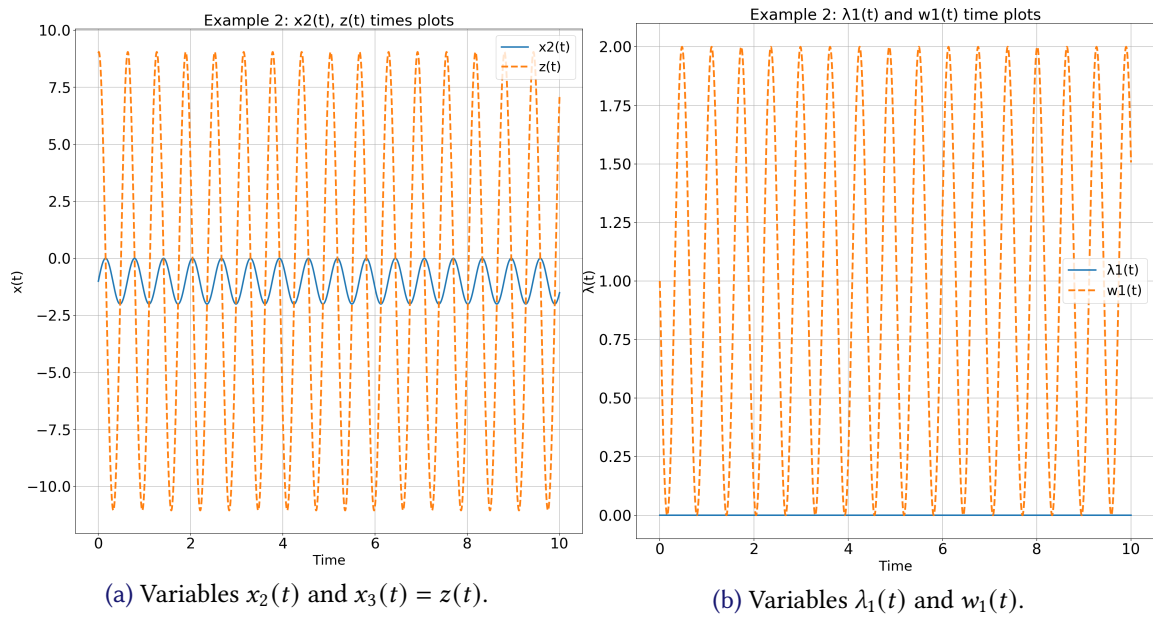 Example 2: x2(t), z(t) times plots
10.0
7.5
5.0
2.5
0.0
−2.5
−5.0
−7.5
−10.0
x(t)
x2(t)
z(t)
0 2 4 6 8 10
Time
(a) Variables x₂(t) and x₃(t) = z(t).
Example 2: λ1(t) and w1(t) time plots
2.00
1.75
1.50
1.25
1.00
0.75
0.50
0.25
0.00
λ(t)
λ1(t)
w1(t)
0 2 4 6 8 10
Time
(b) Variables λ₁(t) and w₁(t).